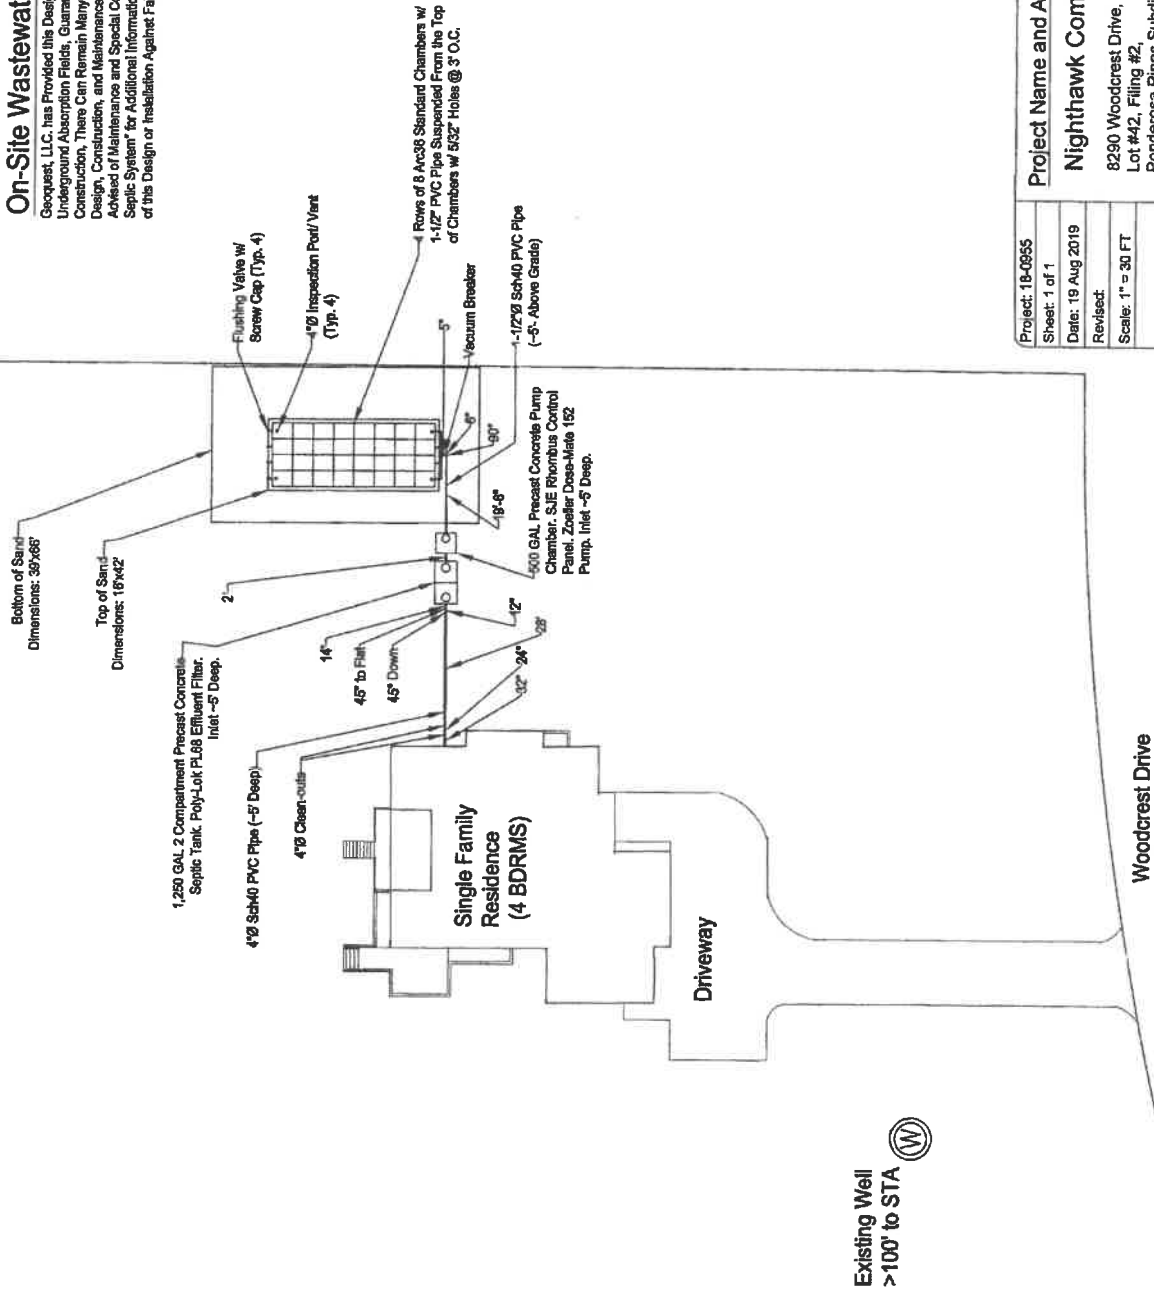 On-Site Wastewat
Geoquest, LLC. has Provided this Desig
Underground Absorption Fields, Guarar
Construction, There Can Remain Many
Design, Construction, and Maintenance
Advised of Maintenance and Special Co
Septic System" for Additional Informatio
of this Design or Installation Against Fa
Bottom of Sand
Dimensions: 39'x66'
Top of Sand
Dimensions: 16'x42'
1,250 GAL 2 Compartment Precast Concrete
Septic Tank. Poly-Lok PL68 Effluent Filter.
Inlet ~5' Deep.
4"Ø Sch40 PVC Pipe (~5' Deep)
4"Ø Clean-outs
2'
14"
45° to Flat
45° Down
Flushing Valve w/
Screw Cap (Typ. 4)
4"Ø Inspection Port/ Vent
(Typ. 4)
4 Rows of 8 Arc36 Standard Chambers w/
1-1/2" PVC Pipe Suspended From the Top
of Chambers w/ 5/32" Holes @ 3' O.C.
5"
Vacuum Breaker
1-1/2"Ø Sch40 PVC Pipe
(~5'- Above Grade)
6"
90°
19'-6"
500 GAL Precast Concrete Pump
Chamber. SJE Rhombus Control
Panel. Zoeller Dose-Mate 152
Pump. Inlet ~5' Deep.
12"
28'
24"
32"
Single Family
Residence
(4 BDRMS)
Driveway
Woodcrest Drive
Existing Well
>100' to STA
W
Project: 18-0955
Sheet: 1 of 1
Date: 19 Aug 2019
Revised:
Scale: 1" = 30 FT
Project Name and A
Nighthawk Com
8290 Woodcrest Drive,
Lot #42, Filing #2,
Ponderosa Pines Subdi